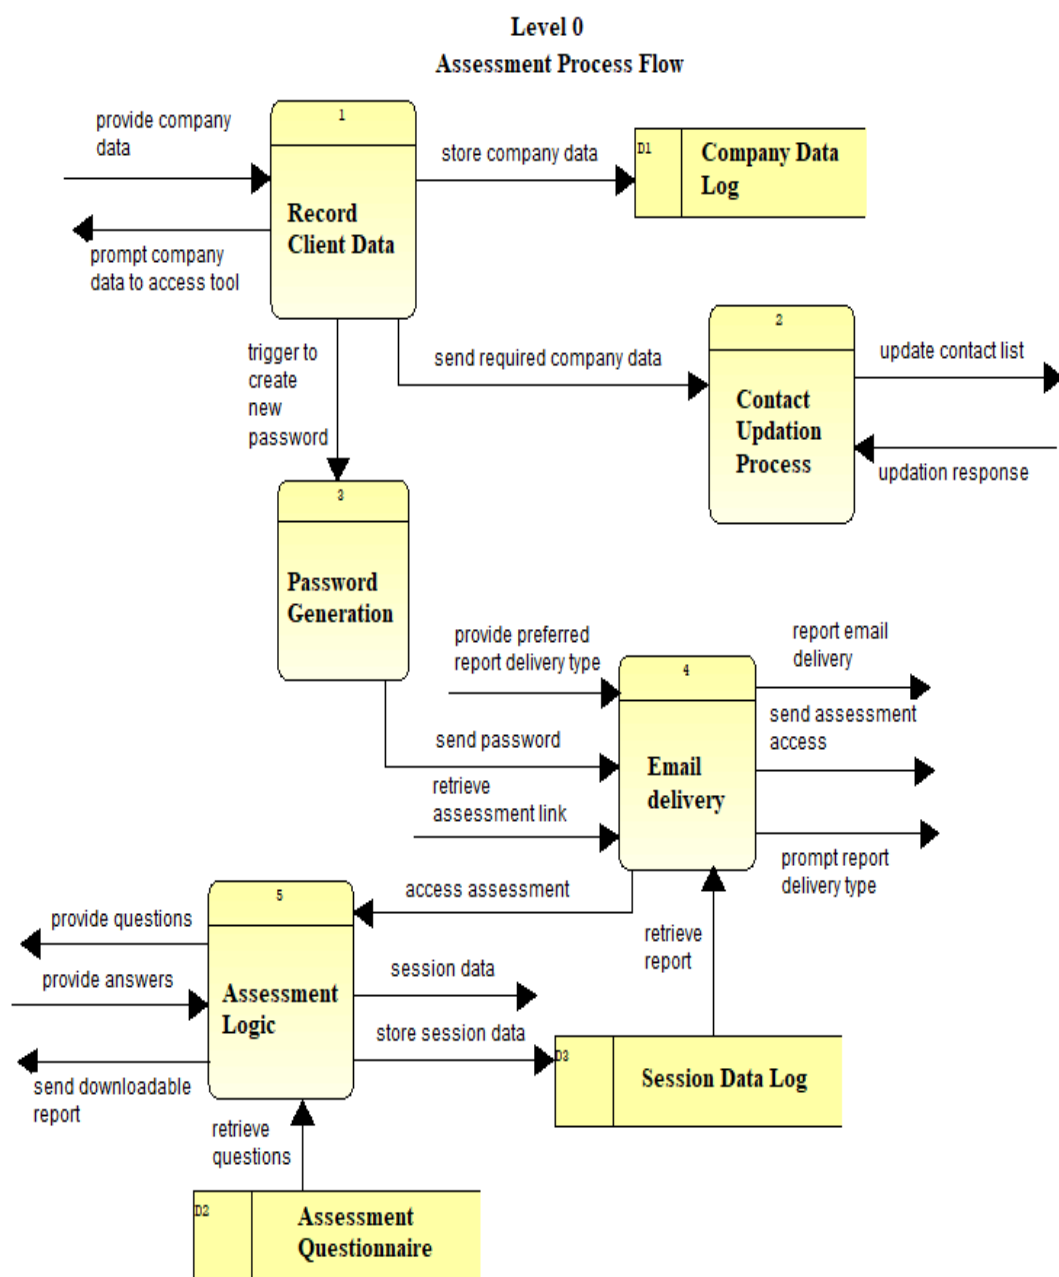 Level 0
Assessment Process Flow
provide company
data
1
Record
Client Data
store company data
D1
Company Data
Log
prompt company
data to access tool
trigger to
create
new
password
send required company data
2
Contact
Updation
Process
update contact list
updation response
3
Password
Generation
provide preferred
report delivery type
4
Email
delivery
report email
delivery
send assessment
access
send password
retrieve
assessment link
prompt report
delivery type
access assessment
retrieve
report
5
Assessment
Logic
provide questions
provide answers
session data
store session data
send downloadable
report
D3
Session Data Log
retrieve
questions
D2
Assessment
Questionnaire